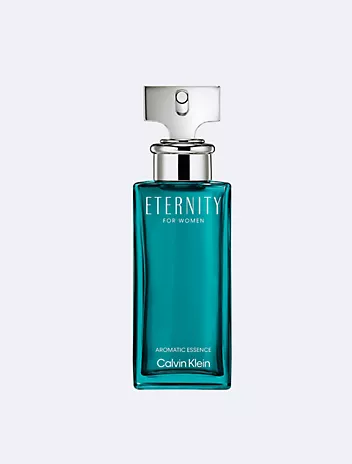 ETERNITY
FOR WOMEN
AROMATIC ESSENCE
Calvin Klein